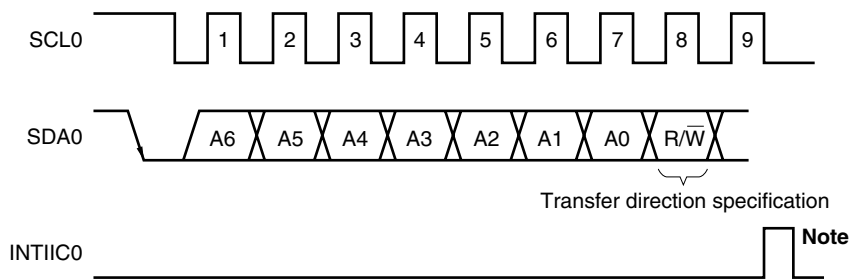 SCL0 1 2 3 4 5 6 7 8 9
SDA0 A6 A5 A4 A3 A2 A1 A0 R/W̅
Transfer direction specification
Note
INTIIC0